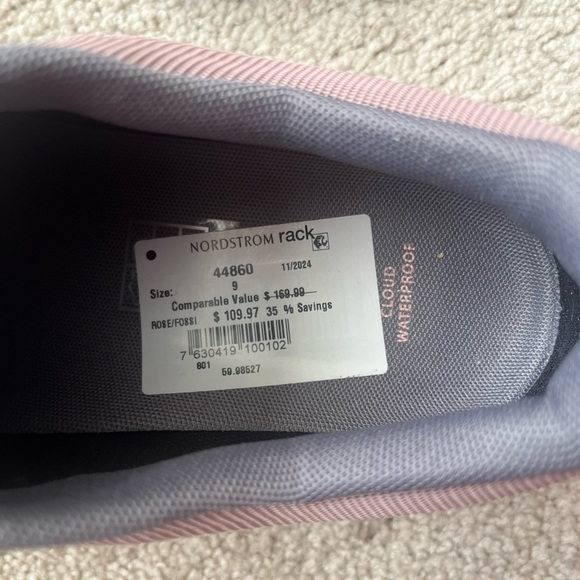 NORDSTROM rack
44860 11/2024
Size: 9
Comparable Value $ 169.99
ROSE/FOSSI $ 109.97 35 % Savings
7 630419 100102
801 59.98527
CLOUD
WATERPROOF